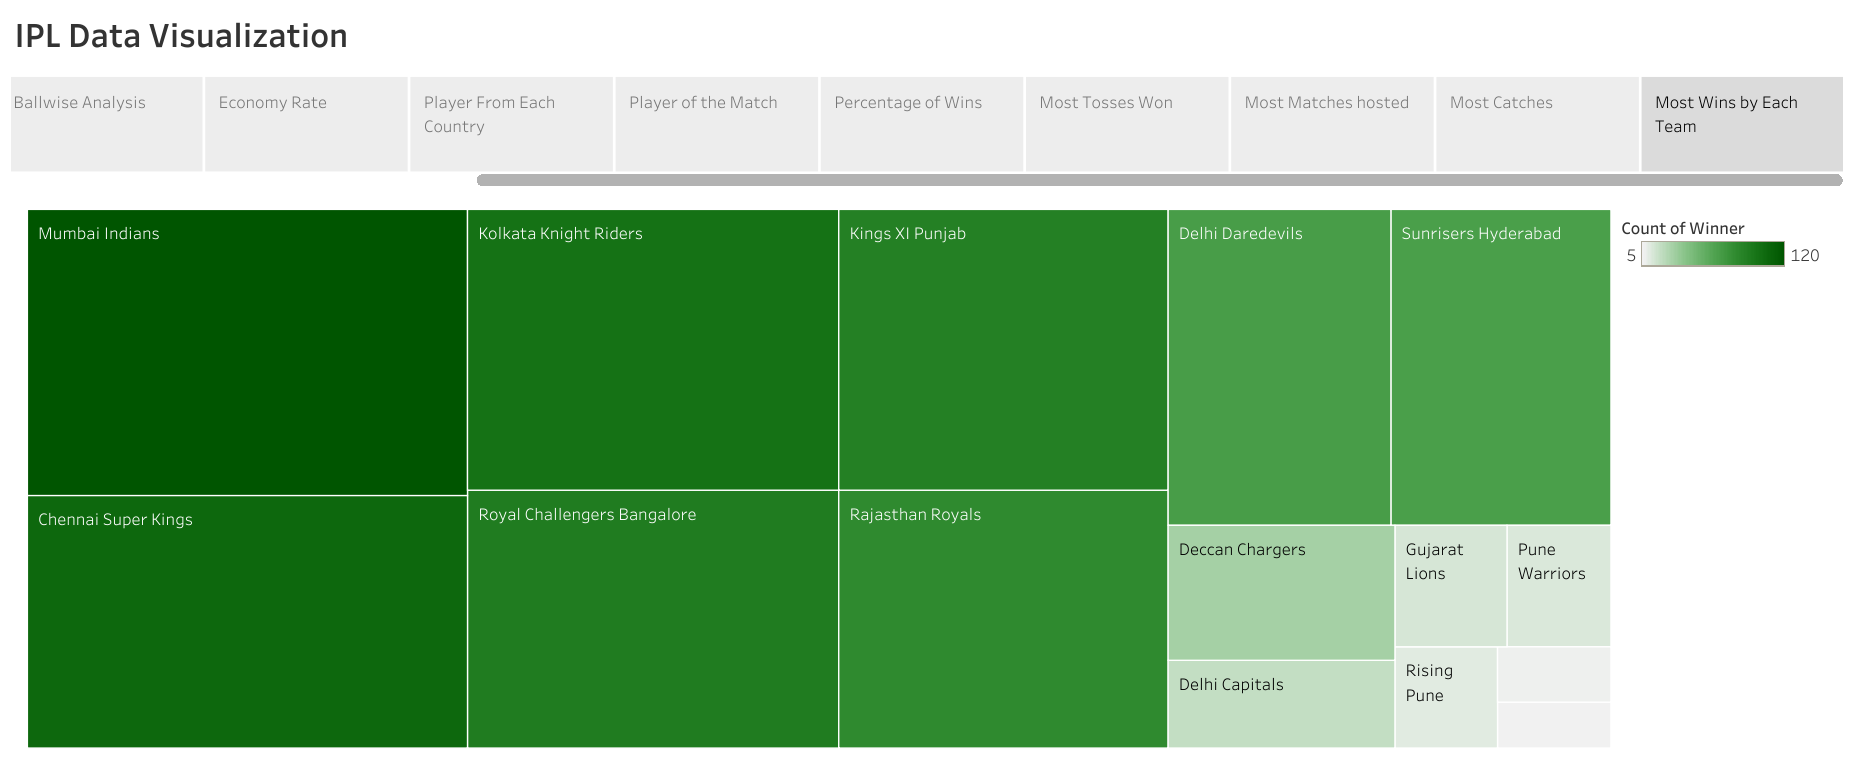 IPL Data Visualization
Ballwise Analysis
Economy Rate
Player From Each
Country
Player of the Match
Percentage of Wins
Most Tosses Won
Most Matches hosted
Most Catches
Most Wins by Each
Team
Mumbai Indians
Kolkata Knight Riders
Kings XI Punjab
Delhi Daredevils
Sunrisers Hyderabad
Count of Winner
5
120
Chennai Super Kings
Royal Challengers Bangalore
Rajasthan Royals
Deccan Chargers
Gujarat
Lions
Pune
Warriors
Delhi Capitals
Rising
Pune